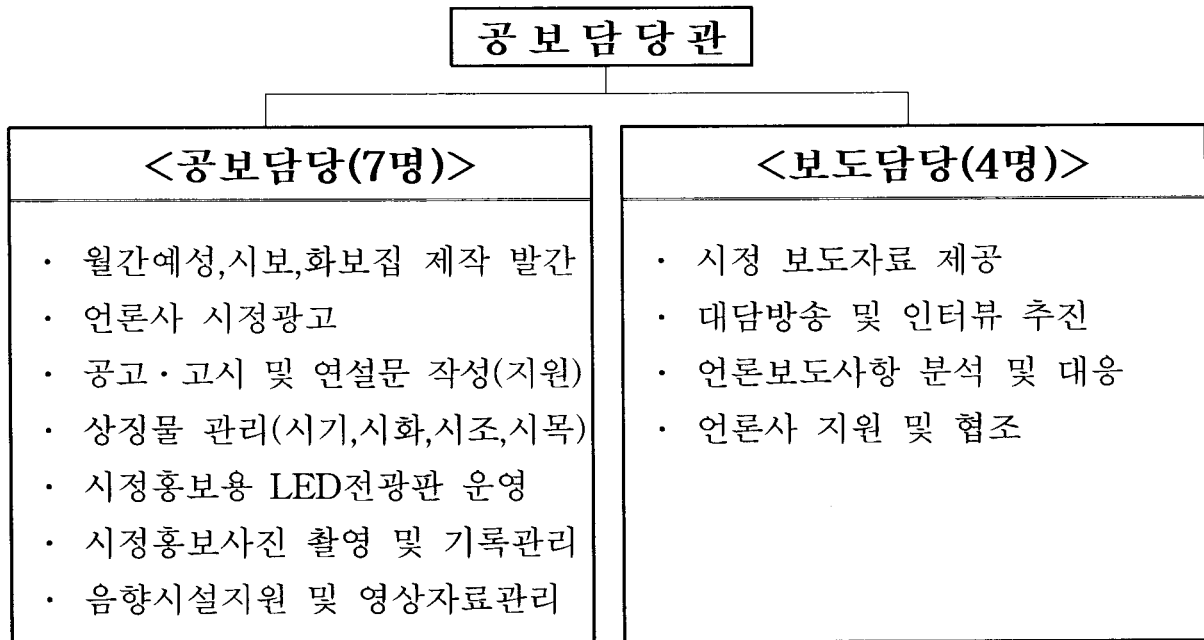 공보담당관
<공보담당(7명)>
· 월간예성,시보,화보집 제작 발간
· 언론사 시정광고
· 공고·고시 및 연설문 작성(지원)
· 상징물 관리(시기,시화,시조,시목)
· 시정홍보용 LED전광판 운영
· 시정홍보사진 촬영 및 기록관리
· 음향시설지원 및 영상자료관리
<보도담당(4명)>
· 시정 보도자료 제공
· 대담방송 및 인터뷰 추진
· 언론보도사항 분석 및 대응
· 언론사 지원 및 협조